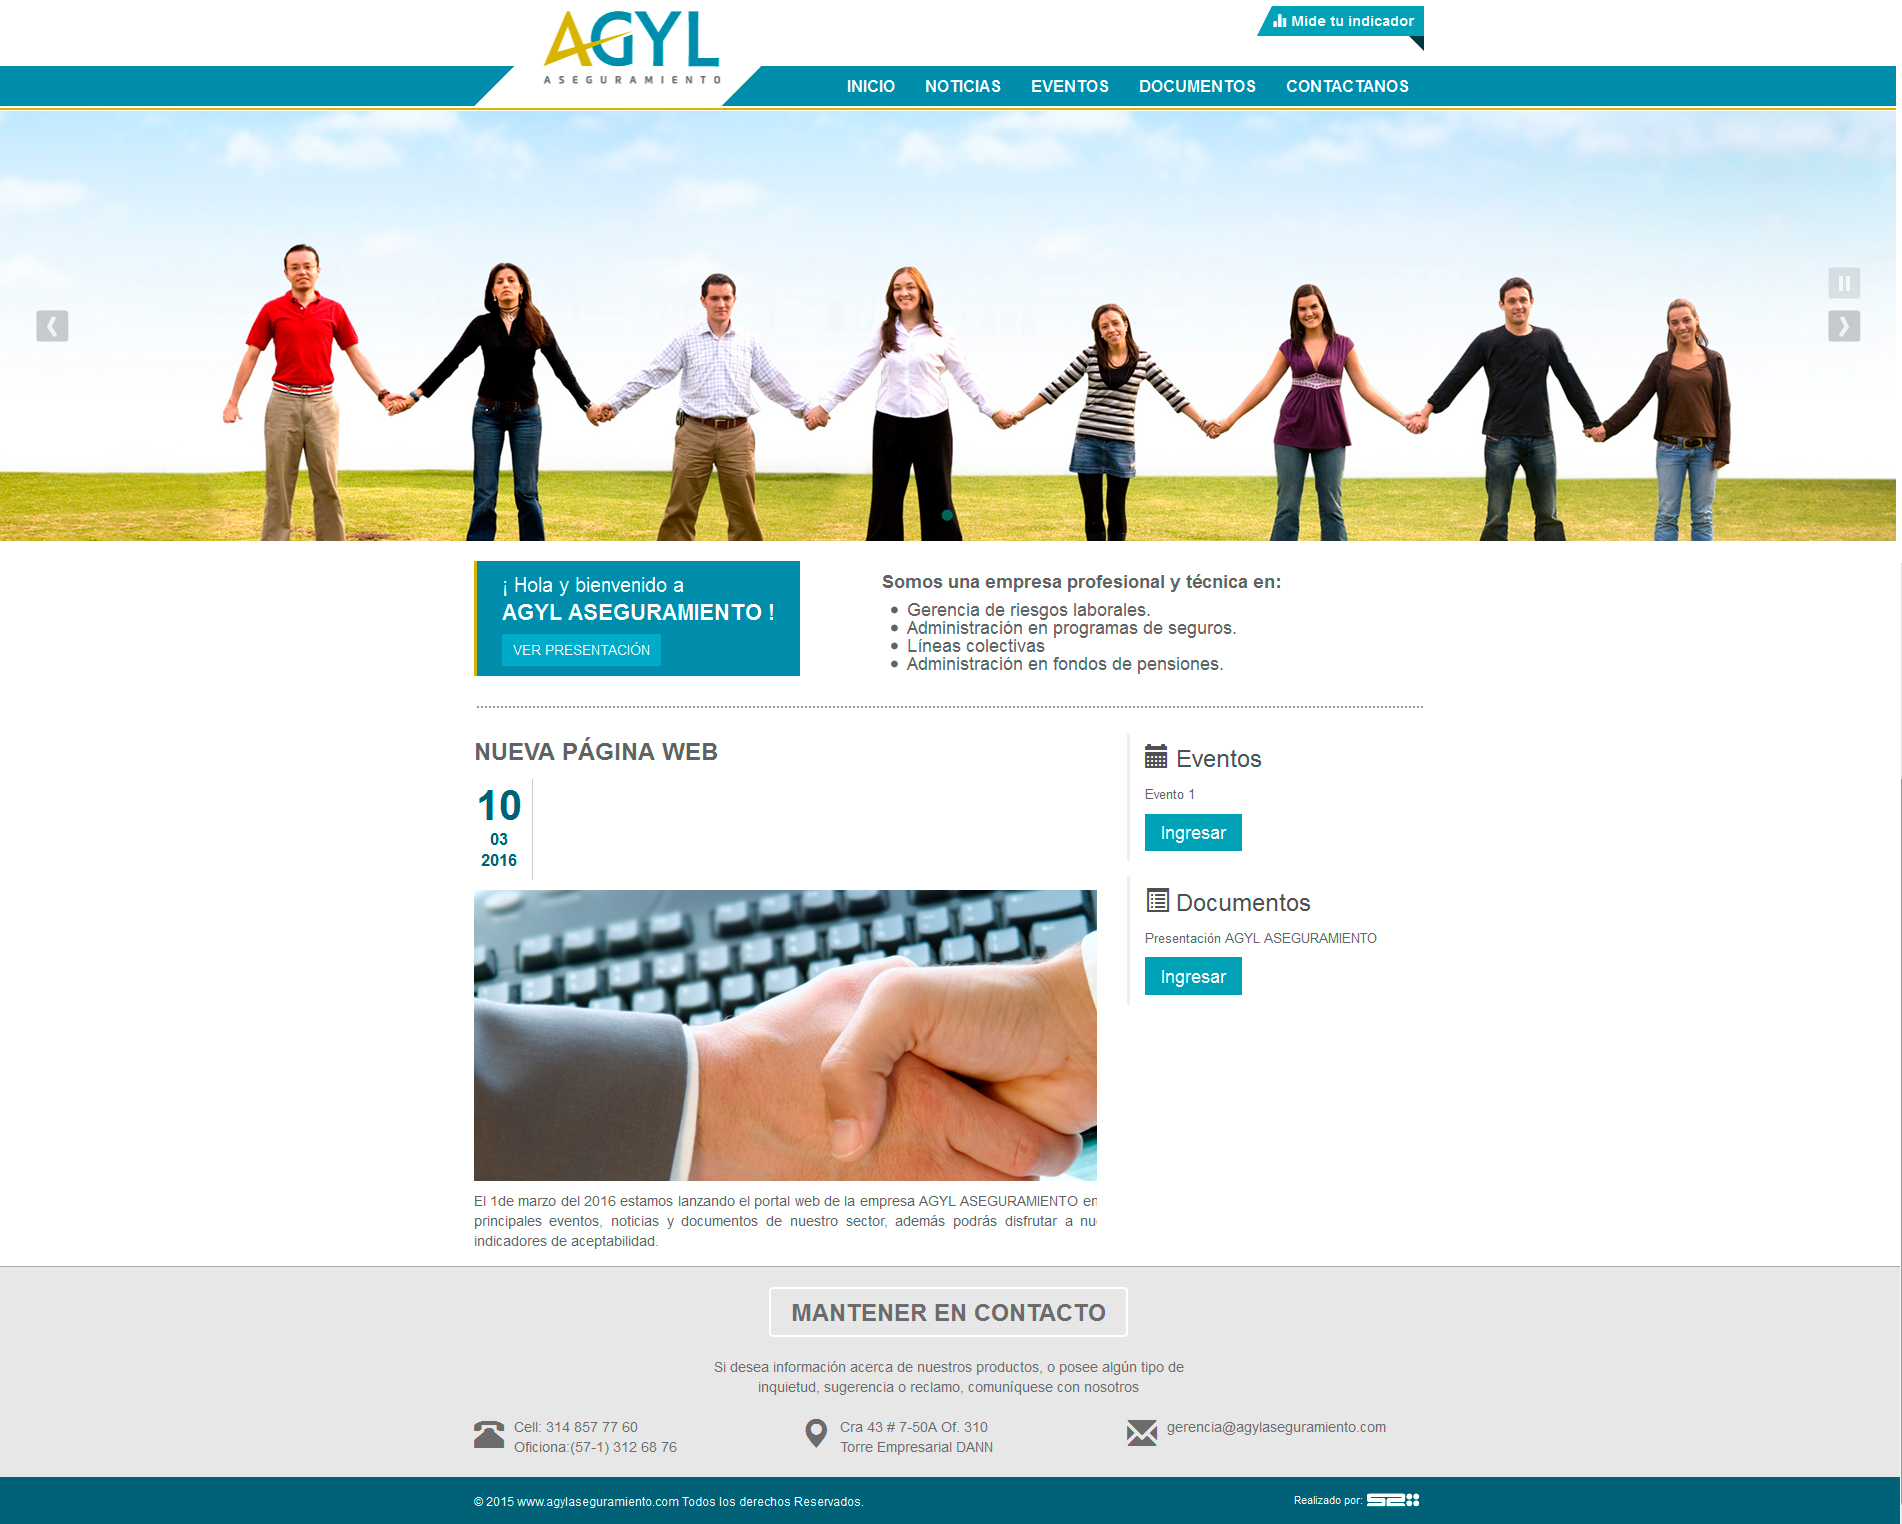 AGYL
ASEGURAMIENTO
Mide tu indicador
INICIO NOTICIAS EVENTOS DOCUMENTOS CONTACTANOS
¡ Hola y bienvenido a
AGYL ASEGURAMIENTO !
VER PRESENTACIÓN
Somos una empresa profesional y técnica en:
Gerencia de riesgos laborales.
Administración en programas de seguros.
Líneas colectivas
Administración en fondos de pensiones.
NUEVA PÁGINA WEB
10
03
2016
El 1de marzo del 2016 estamos lanzando el portal web de la empresa AGYL ASEGURAMIENTO en
principales eventos, noticias y documentos de nuestro sector, además podrás disfrutar a nu
indicadores de aceptabilidad.
Eventos
Evento 1
Ingresar
Documentos
Presentación AGYL ASEGURAMIENTO
Ingresar
MANTENER EN CONTACTO
Si desea información acerca de nuestros productos, o posee algún tipo de
inquietud, sugerencia o reclamo, comuníquese con nosotros
Cell: 314 857 77 60
Oficiona:(57-1) 312 68 76
Cra 43 # 7-50A Of. 310
Torre Empresarial DANN
gerencia@agylaseguramiento.com
© 2015 www.agylaseguramiento.com Todos los derechos Reservados.
Realizado por: